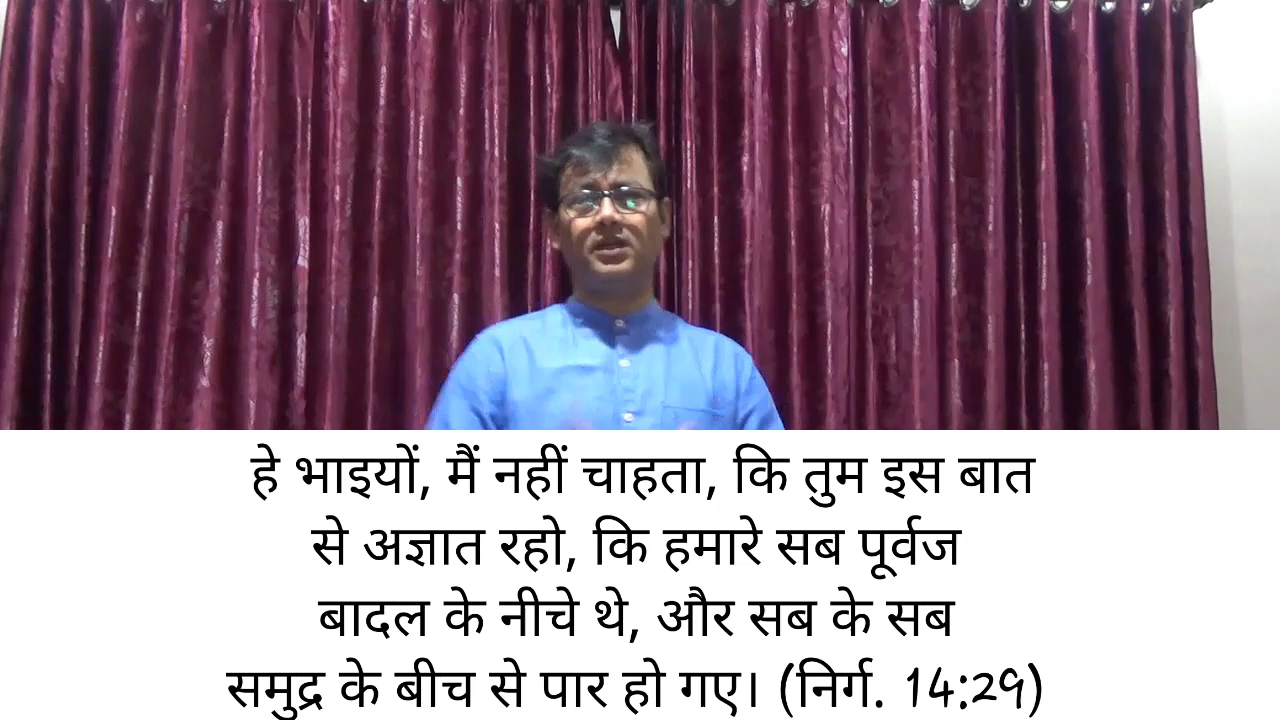 हे भाइयों, मैं नहीं चाहता, कि तुम इस बात
से अज्ञात रहो, कि हमारे सब पूर्वज
बादल के नीचे थे, और सब के सब
समुद्र के बीच से पार हो गए। (निर्ग. 14:29)